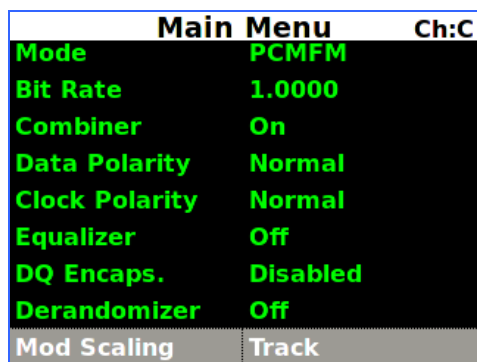 Main Menu Ch:C
Mode PCMFM
Bit Rate 1.0000
Combiner On
Data Polarity Normal
Clock Polarity Normal
Equalizer Off
DQ Encaps. Disabled
Derandomizer Off
Mod Scaling Track